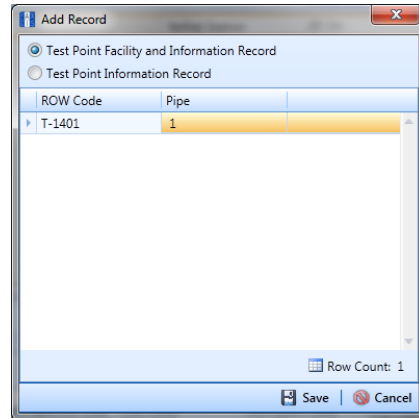 Add Record
Test Point Facility and Information Record
Test Point Information Record
ROW Code Pipe
T-1401 1
Row Count: 1
Save Cancel